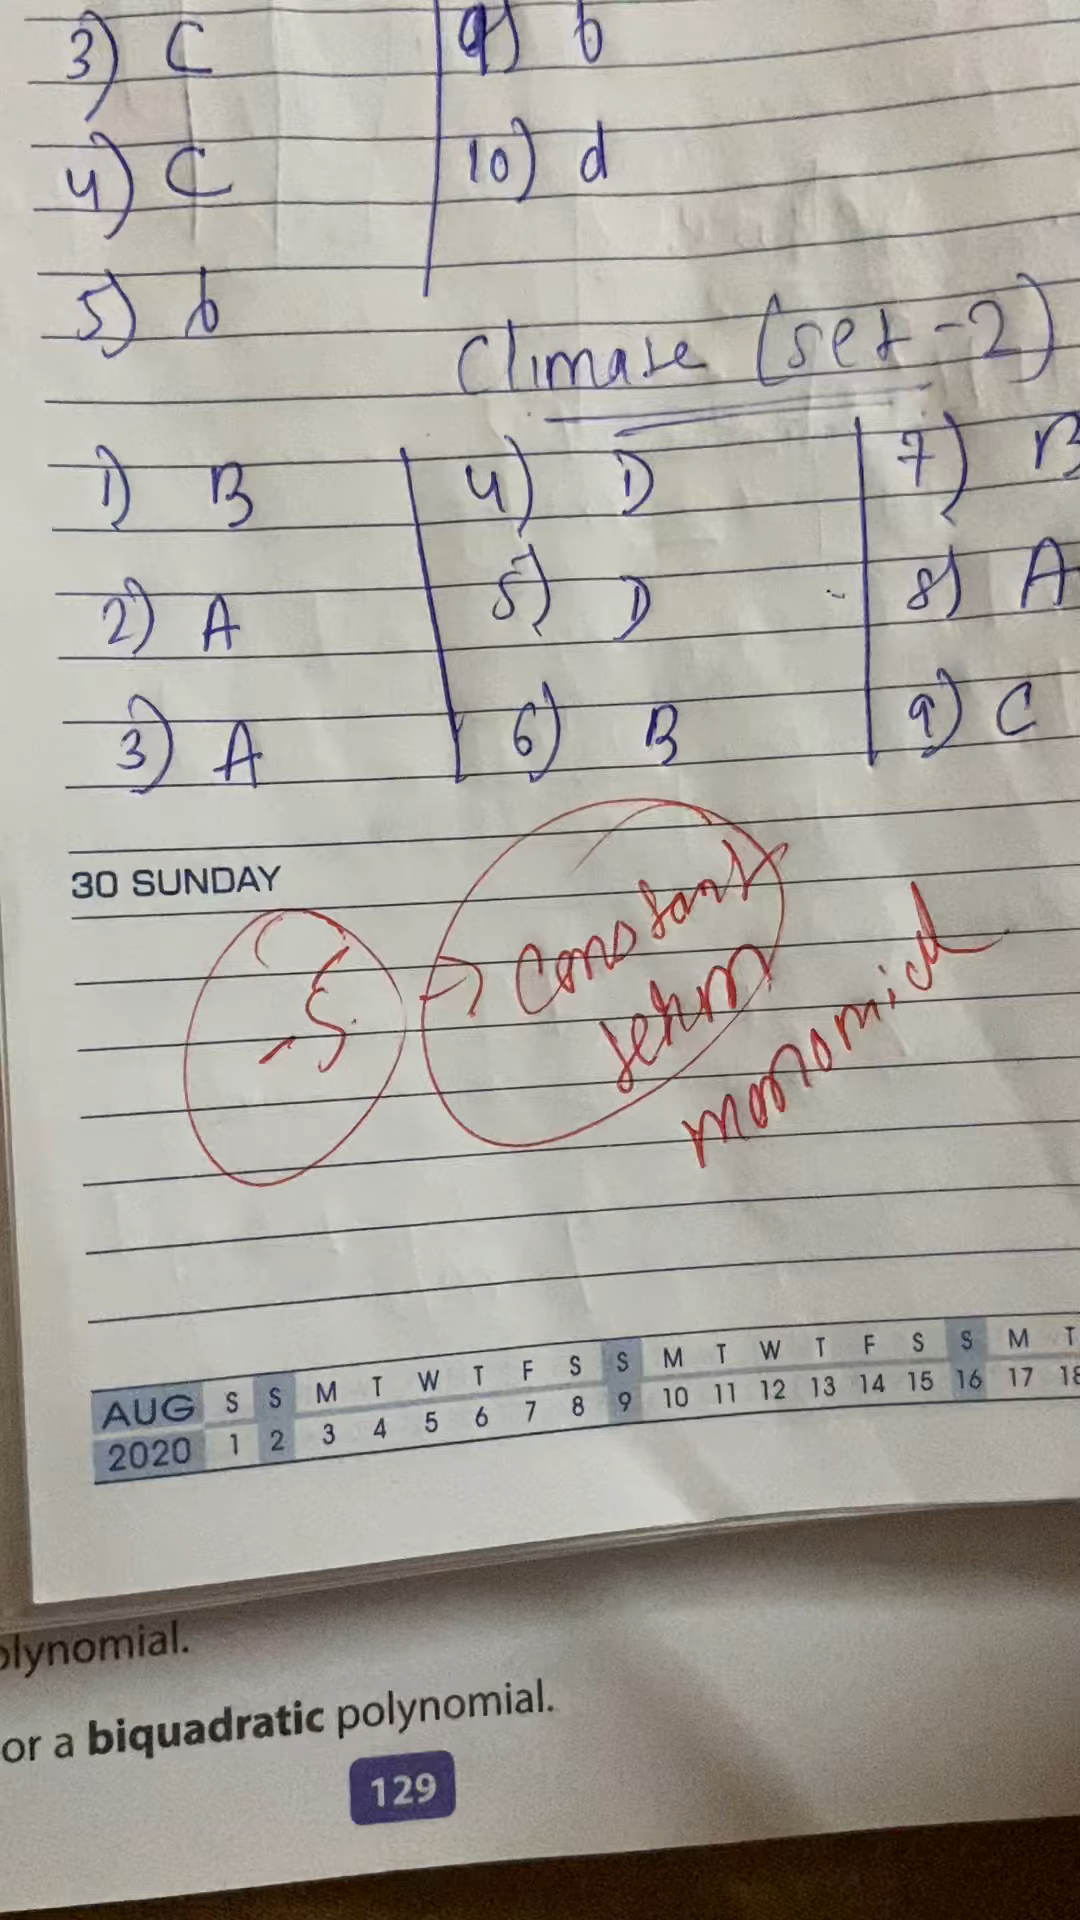 3) C
9) b
4) C
10) d
5) b
Climate (set-2)
1) B
4) D
7) B
2) A
5) D
8) A
3) A
6) B
9) C
30 SUNDAY
-5 → Constant
term
monomial
AUG S S M T W T F S S M T W T F S S M T
2020 1 2 3 4 5 6 7 8 9 10 11 12 13 14 15 16 17 18
olynomial.
or a biquadratic polynomial.
129